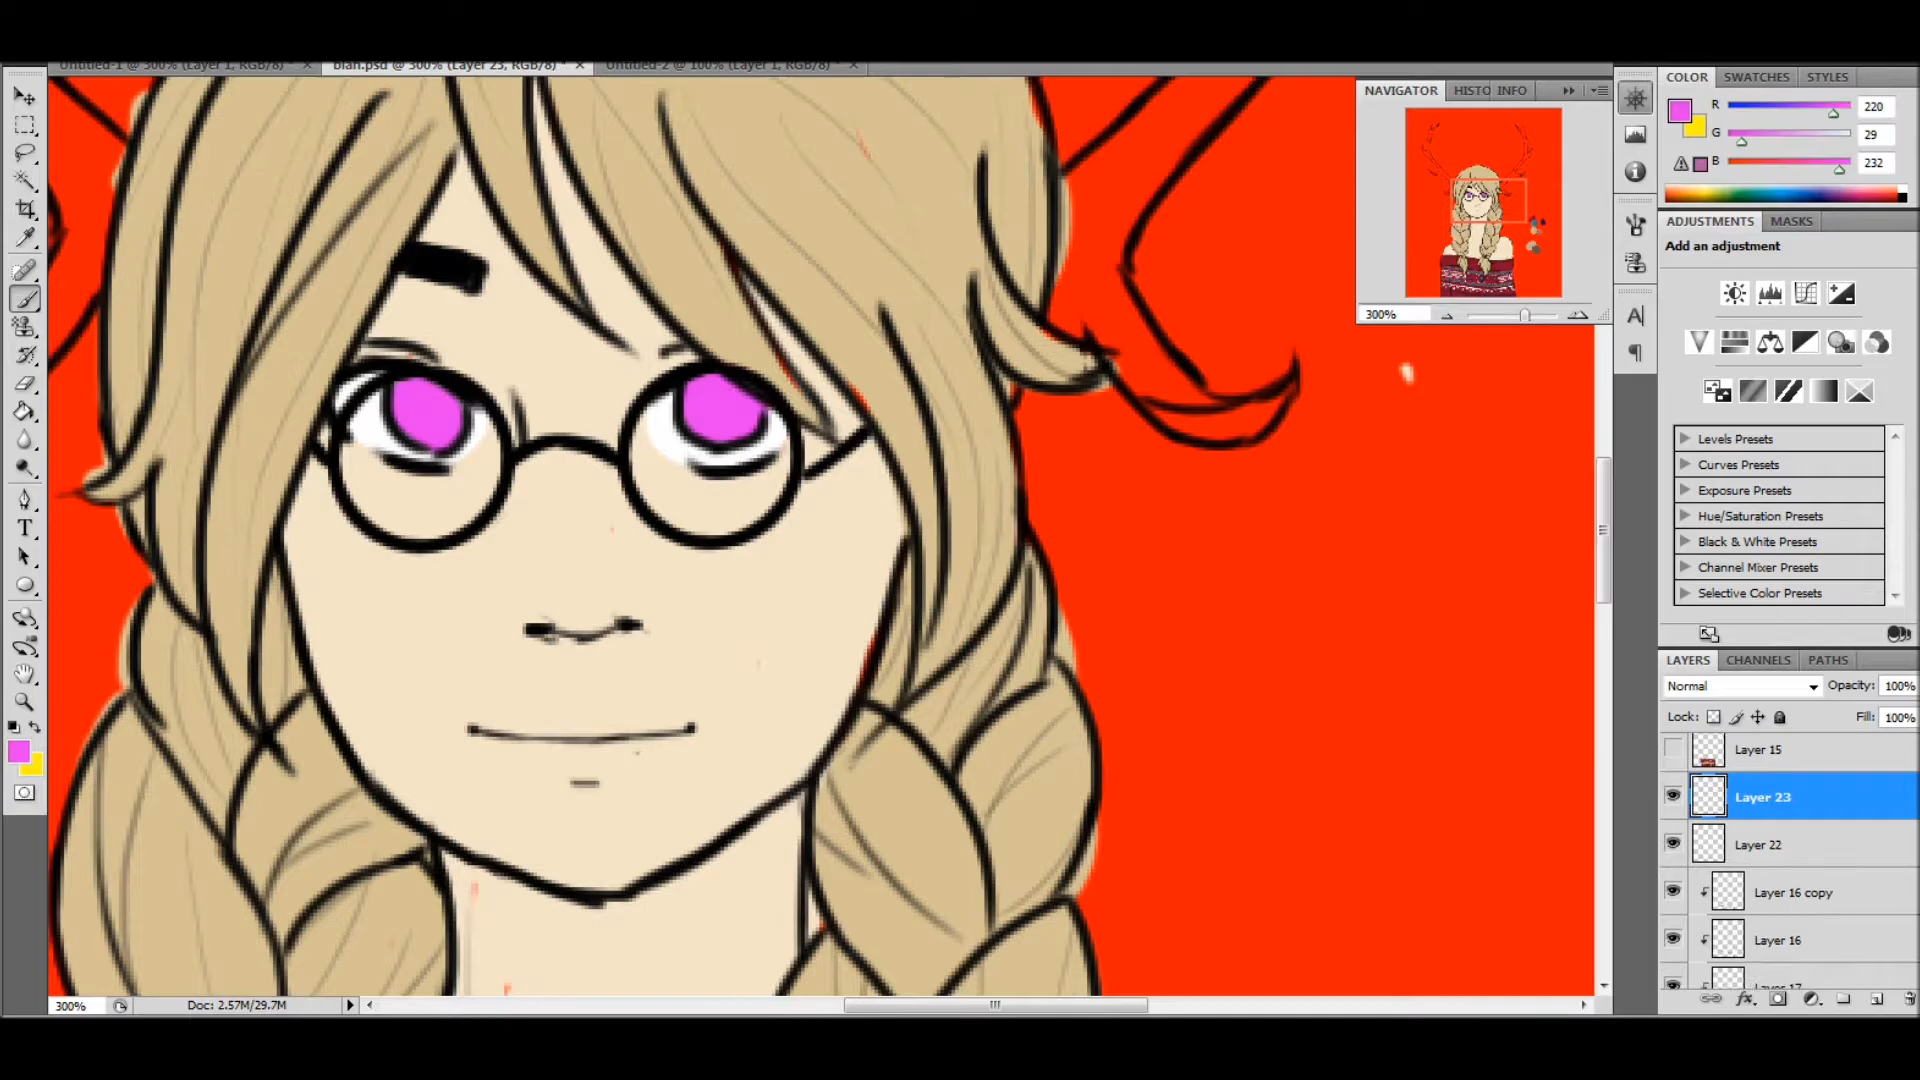 Untitled-1 @ 300% (Layer 1, RGB/8) * ×
blah.psd @ 300% (Layer 23, RGB/8) * ×
Untitled-2 @ 100% (Layer 1, RGB/8) * ×
NAVIGATOR HISTO INFO
300%
COLOR SWATCHES STYLES
R 220
G 29
B 232
ADJUSTMENTS MASKS
Add an adjustment
Levels Presets
Curves Presets
Exposure Presets
Hue/Saturation Presets
Black & White Presets
Channel Mixer Presets
Selective Color Presets
LAYERS CHANNELS PATHS
Normal Opacity: 100%
Lock: Fill: 100%
Layer 15
Layer 23
Layer 22
Layer 16 copy
Layer 16
Layer 17
300% Doc: 2.57M/29.7M